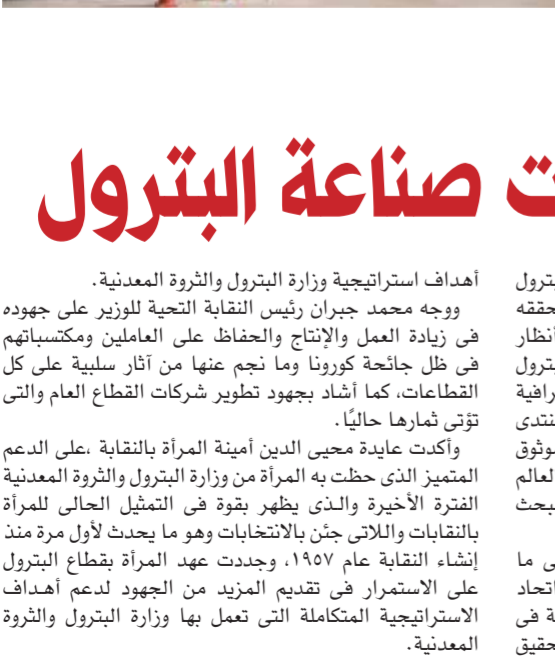 ت صناعة البترول
بترول
حققه
أنظار
بترول
رافية
نتدى
موثوق
لعالم
لبحث
ى ما
اتحاد
ة فى
حقيق
أهداف استراتيجية وزارة البترول والثروة المعدنية.
ووجه محمد جبران رئيس النقابة التحية للوزير على جهوده
فى زيادة العمل والإنتاج والحفاظ على العاملين ومكتسباتهم
فى ظل جائحة كورونا وما نجم عنها من آثار سلبية على كل
القطاعات، كما أشاد بجهود تطوير شركات القطاع العام والتى
تؤتى ثمارها حاليًا.
وأكدت عايدة محيى الدين أمينة المرأة بالنقابة ،على الدعم
المتميز الذى حظت به المرأة من وزارة البترول والثروة المعدنية
الفترة الأخيرة والذى يظهر بقوة فى التمثيل الحالى للمرأة
بالنقابات واللاتى جئن بالانتخابات وهو ما يحدث لأول مرة منذ
إنشاء النقابة عام ١٩٥٧، وجددت عهد المرأة بقطاع البترول
على الاستمرار فى تقديم المزيد من الجهود لدعم أهداف
الاستراتيجية المتكاملة التى تعمل بها وزارة البترول والثروة
المعدنية.